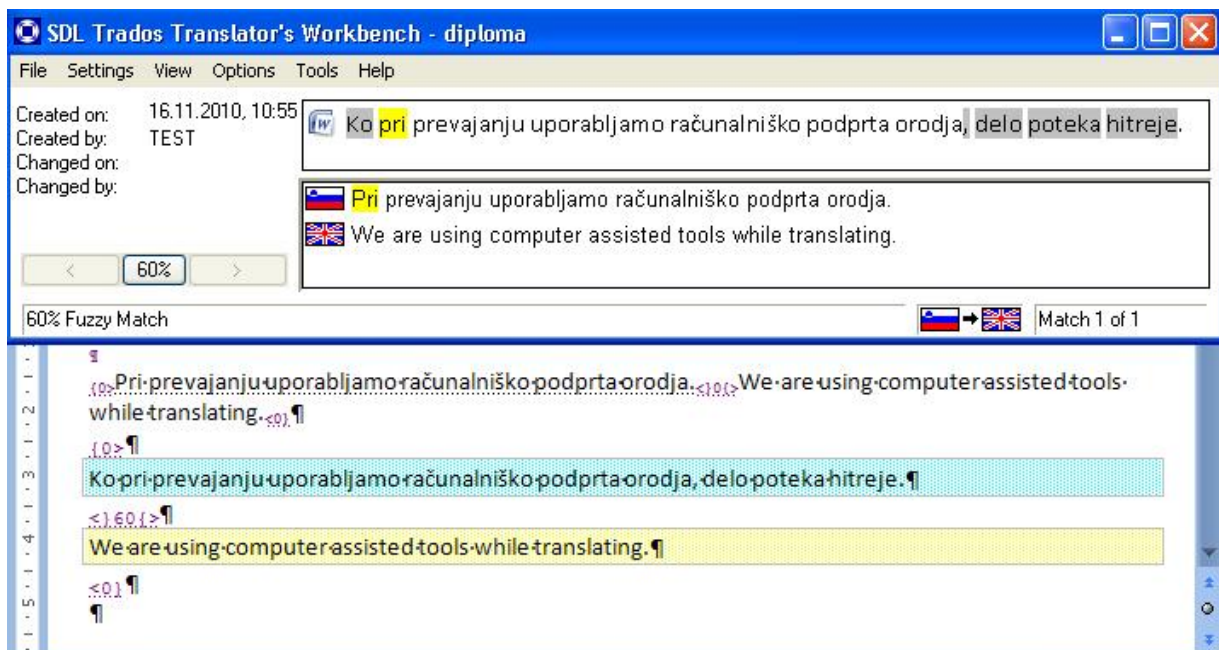 SDL Trados Translator's Workbench - diploma
File Settings View Options Tools Help
Created on: 16.11.2010, 10:55
Created by: TEST
Changed on:
Changed by:
Ko pri prevajanju uporabljamo računalniško podprta orodja, delo poteka hitreje.
Pri prevajanju uporabljamo računalniško podprta orodja.
We are using computer assisted tools while translating.
< 60% >
60% Fuzzy Match Match 1 of 1
¶
{0>Pri·prevajanju·uporabljamo·računalniško·podprta·orodja.<}0{>We·are·using·computer·assisted·tools·
while·translating.<0}¶
{0>¶
Ko·pri·prevajanju·uporabljamo·računalniško·podprta·orodja,·delo·poteka·hitreje.¶
<}60{>¶
We·are·using·computer·assisted·tools·while·translating.¶
<0}¶
¶
2
3
4
5